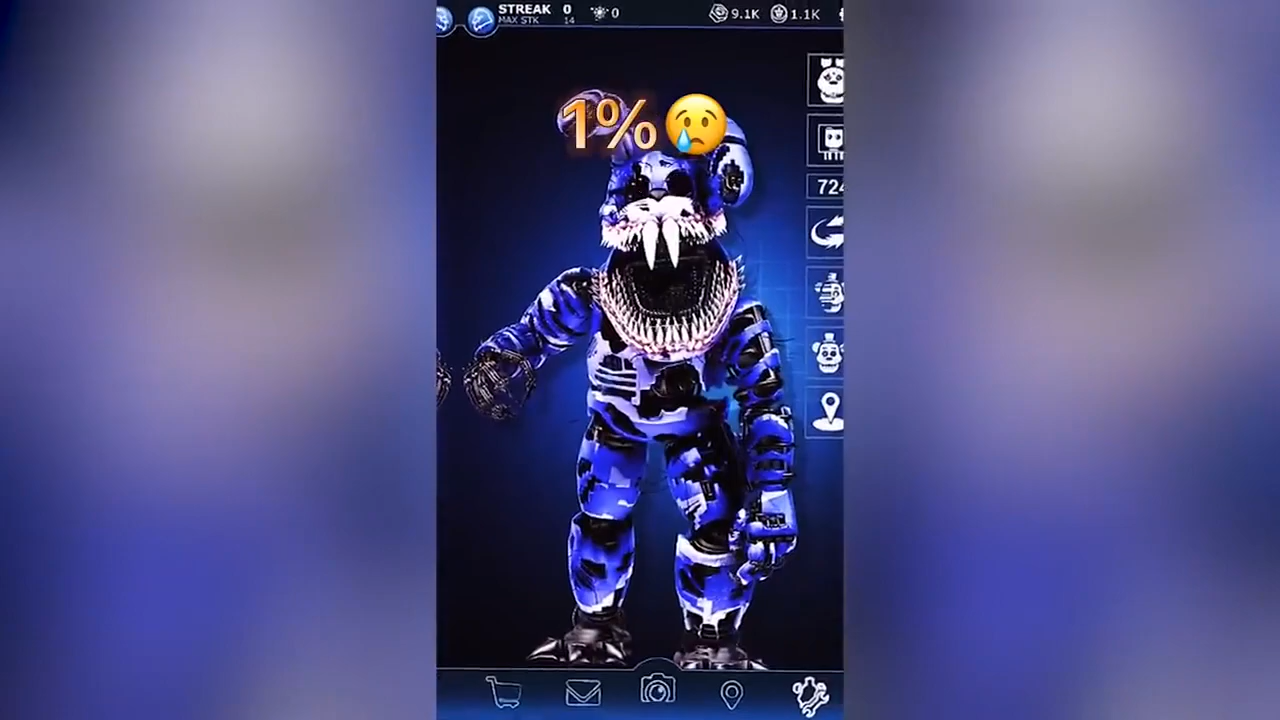 STREAK 0
MAX STK 14
0
9.1K
1.1K
1%😢
724